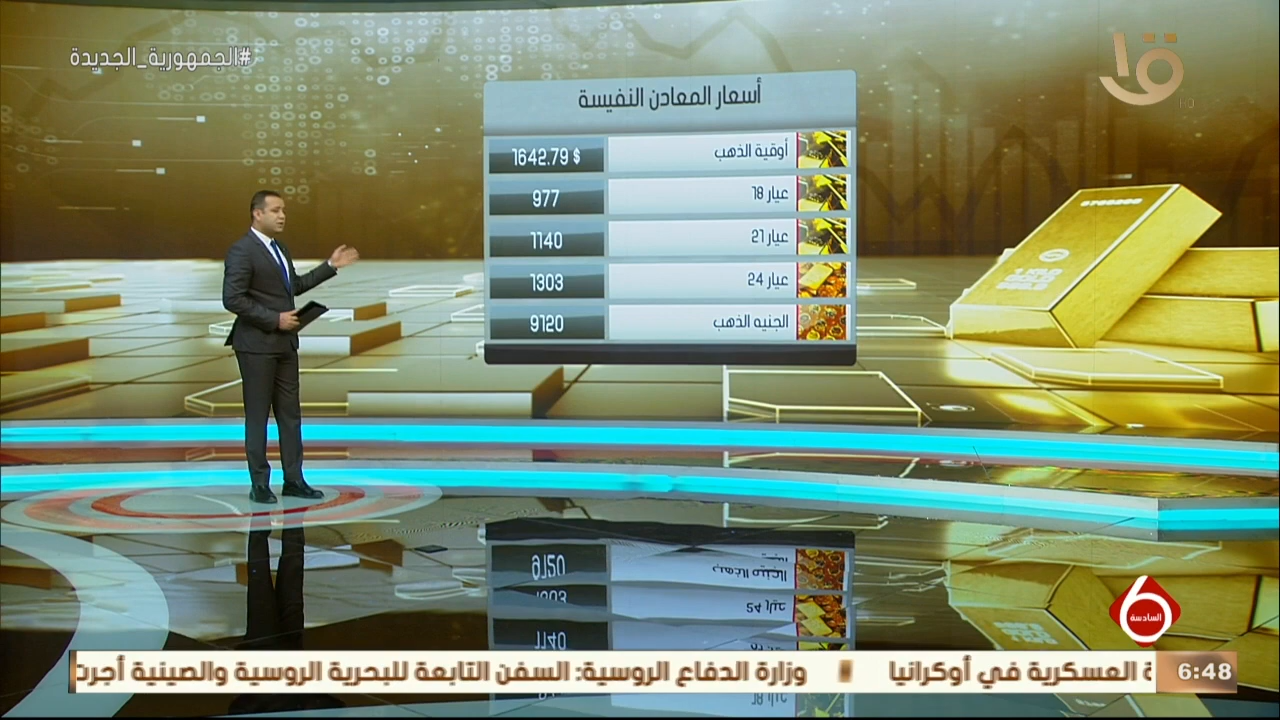 #الجمهورية_الجديدة
أسعار المعادن النفيسة
أوقية الذهب 1642.79 $
عيار 18 977
عيار 21 1140
عيار 24 1303
الجنيه الذهب 9120
6
السادسة
ة العسكرية في أوكرانيا وزارة الدفاع الروسية: السفن التابعة للبحرية الروسية والصينية أجرت
6:48